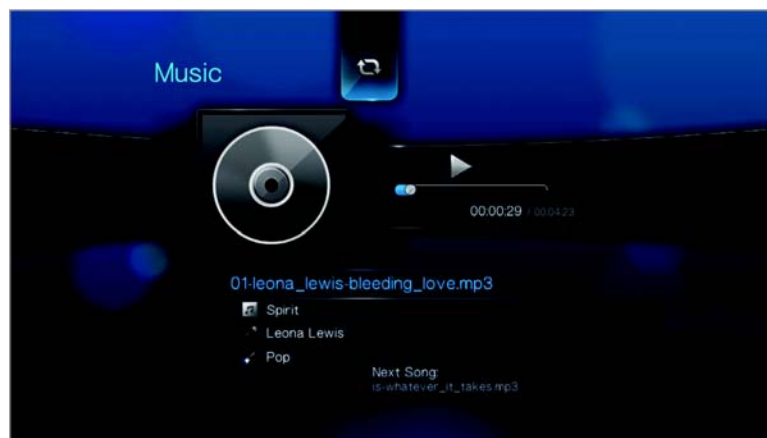 Music
00:00:29 / 00:04:23
01-leona_lewis-bleeding_love.mp3
Spirit
Leona Lewis
Pop
Next Song:
is-whatever_it_takes.mp3